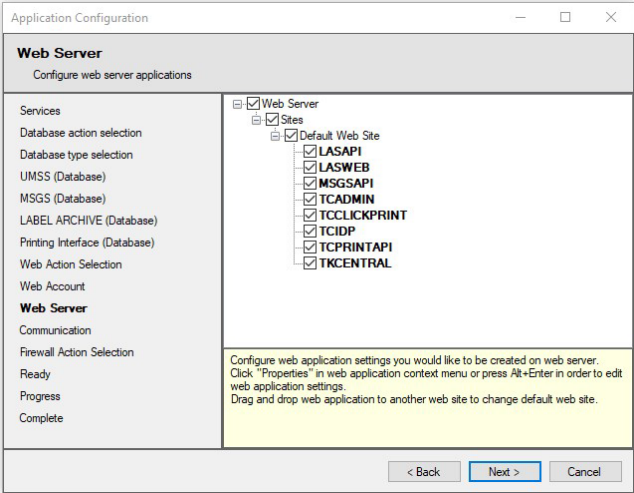 Application Configuration
Web Server
Configure web server applications
Services
Database action selection
Database type selection
UMSS (Database)
MSGS (Database)
LABEL ARCHIVE (Database)
Printing Interface (Database)
Web Action Selection
Web Account
Web Server
Communication
Firewall Action Selection
Ready
Progress
Complete
Web Server
Sites
Default Web Site
LASAPI
LASWEB
MSGSAPI
TCADMIN
TCCLICKPRINT
TCIDP
TCPRINTAPI
TKCENTRAL
Configure web application settings you would like to be created on web server.
Click "Properties" in web application context menu or press Alt+Enter in order to edit
web application settings.
Drag and drop web application to another web site to change default web site.
< Back
Next >
Cancel